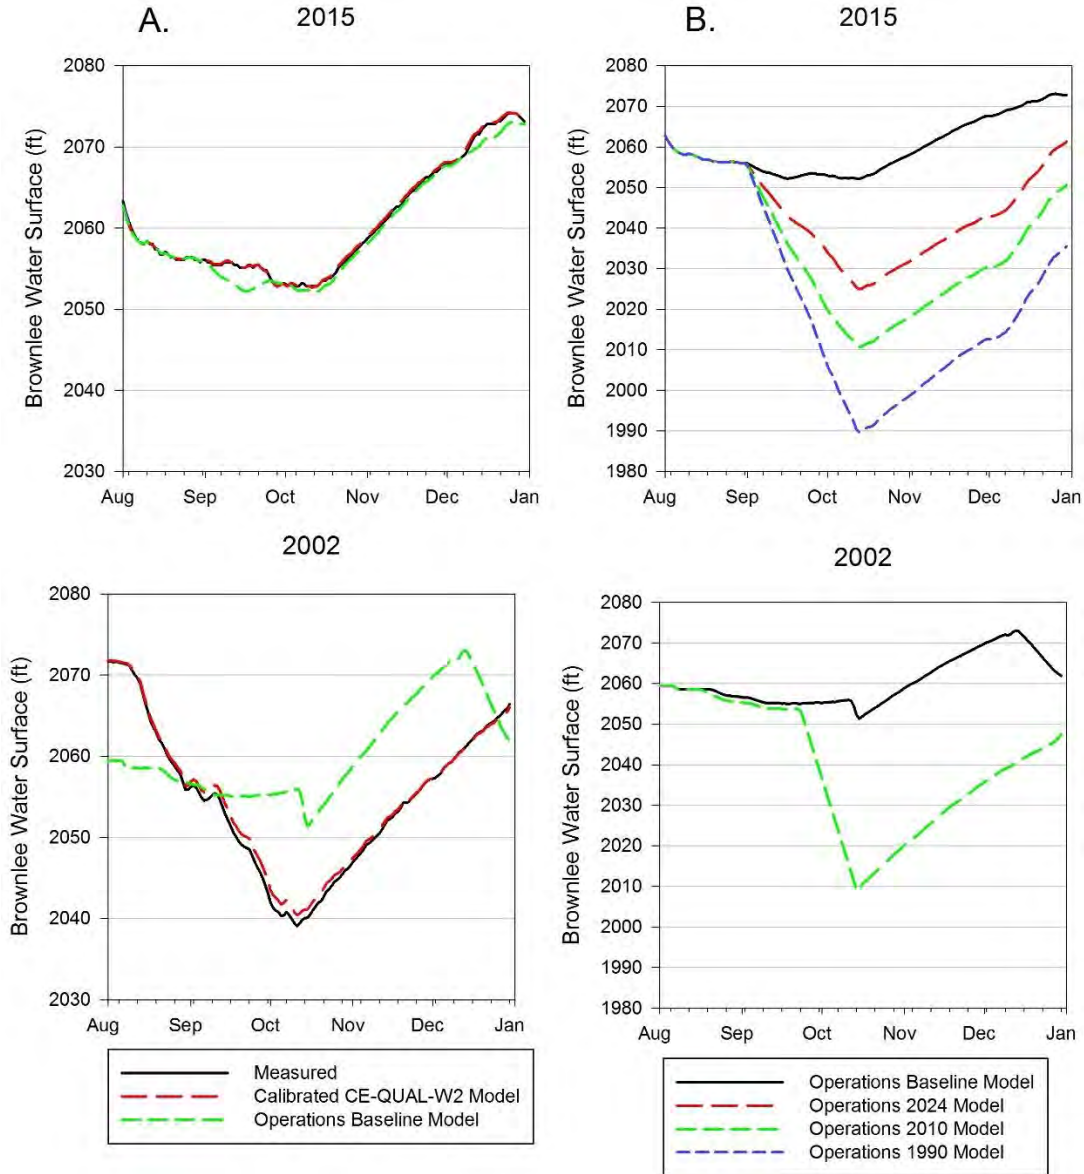 A.
2015
2080
2070
2060
2050
2040
2030
Brownlee Water Surface (ft)
Aug Sep Oct Nov Dec Jan
B.
2015
2080
2070
2060
2050
2040
2030
2020
2010
2000
1990
1980
Brownlee Water Surface (ft)
Aug Sep Oct Nov Dec Jan
2002
2080
2070
2060
2050
2040
2030
Brownlee Water Surface (ft)
Aug Sep Oct Nov Dec Jan
Measured
Calibrated CE-QUAL-W2 Model
Operations Baseline Model
2002
2080
2070
2060
2050
2040
2030
2020
2010
2000
1990
1980
Brownlee Water Surface (ft)
Aug Sep Oct Nov Dec Jan
Operations Baseline Model
Operations 2024 Model
Operations 2010 Model
Operations 1990 Model